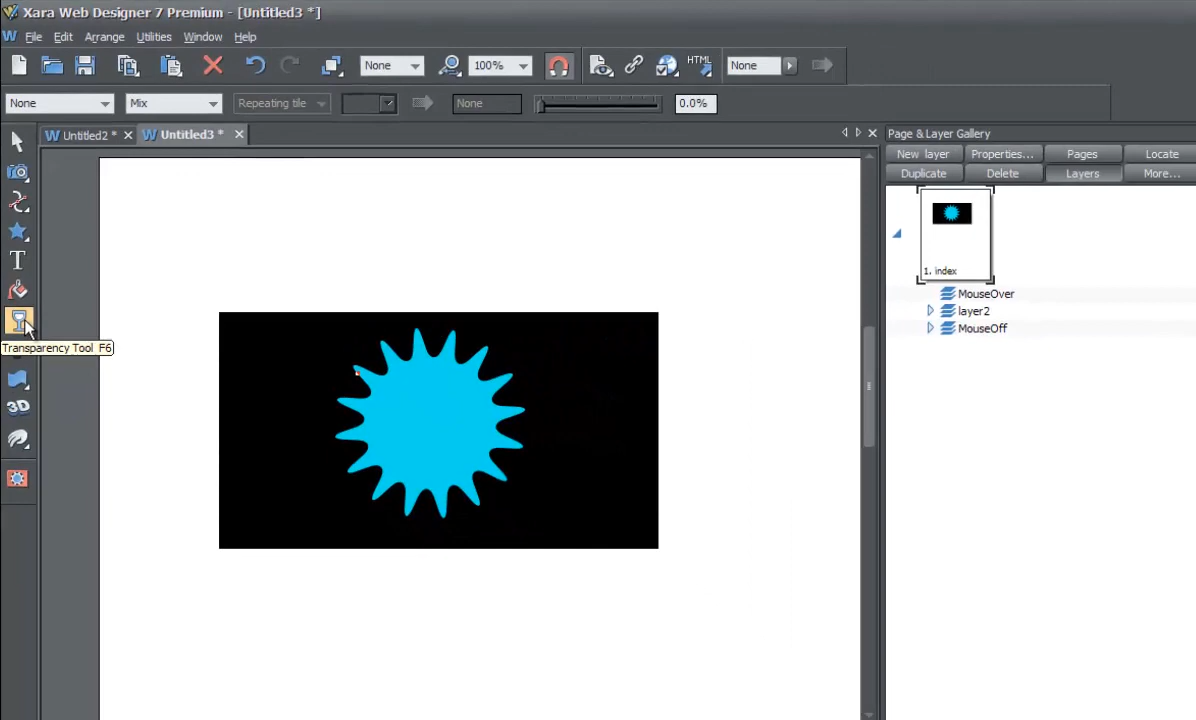 Xara Web Designer 7 Premium - [Untitled3 *]
File Edit Arrange Utilities Window Help
None 100% HTML None
None Mix Repeating tile None 0.0%
Untitled2 * Untitled3 *
Page & Layer Gallery
New layer Properties... Pages Locate
Duplicate Delete Layers More...
1. index
MouseOver
layer2
MouseOff
Transparency Tool F6
3D